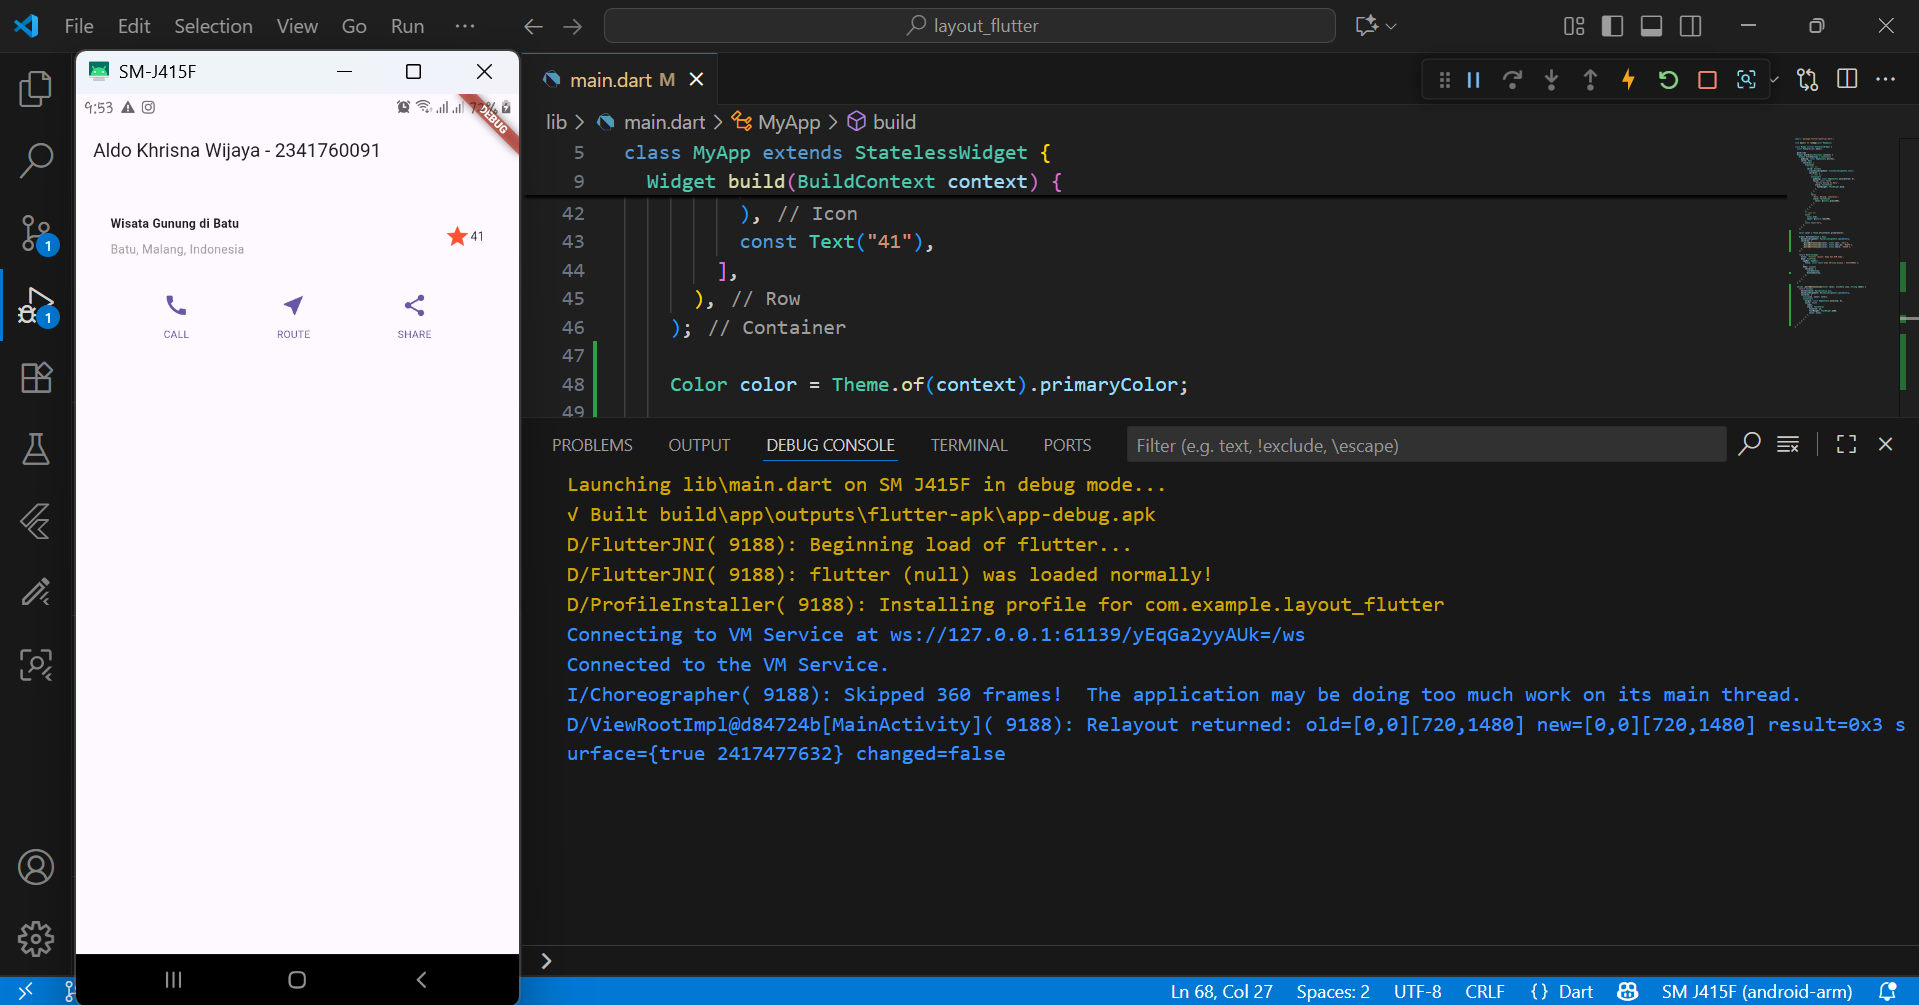 File Edit Selection View Go Run ...
layout_flutter
SM-J415F
9:53
72%
DEBUG
Aldo Khrisna Wijaya - 2341760091
Wisata Gunung di Batu
Batu, Malang, Indonesia
41
CALL ROUTE SHARE
1
1
main.dart M
lib > main.dart > MyApp > build
5 class MyApp extends StatelessWidget {
9 Widget build(BuildContext context) {
42 ), // Icon
43 const Text("41"),
44 ],
45 ), // Row
46 ); // Container
47
48 Color color = Theme.of(context).primaryColor;
49
PROBLEMS OUTPUT DEBUG CONSOLE TERMINAL PORTS Filter (e.g. text, !exclude, \escape)
Launching lib\main.dart on SM J415F in debug mode...
√ Built build\app\outputs\flutter-apk\app-debug.apk
D/FlutterJNI( 9188): Beginning load of flutter...
D/FlutterJNI( 9188): flutter (null) was loaded normally!
D/ProfileInstaller( 9188): Installing profile for com.example.layout_flutter
Connecting to VM Service at ws://127.0.0.1:61139/yEqGa2yyAUk=/ws
Connected to the VM Service.
I/Choreographer( 9188): Skipped 360 frames!  The application may be doing too much work on its main thread.
D/ViewRootImpl@d84724b[MainActivity]( 9188): Relayout returned: old=[0,0][720,1480] new=[0,0][720,1480] result=0x3 s
urface={true 2417477632} changed=false
Ln 68, Col 27 Spaces: 2 UTF-8 CRLF {} Dart SM J415F (android-arm)